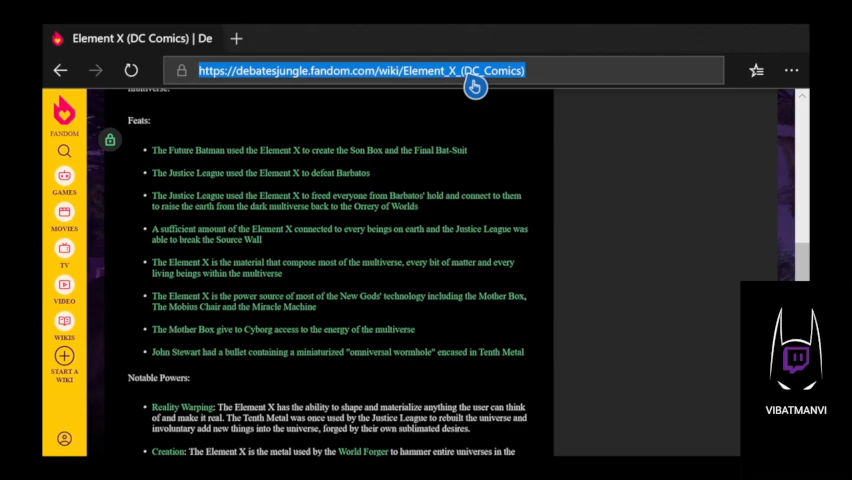 Element X (DC Comics) | De
https://debatesjungle.fandom.com/wiki/Element_X_(DC_Comics)
multiverse.
FANDOM
GAMES
MOVIES
TV
VIDEO
WIKIS
START A
WIKI
Feats:
The Future Batman used the Element X to create the Son Box and the Final Bat-Suit
The Justice League used the Element X to defeat Barbatos
The Justice League used the Element X to freed everyone from Barbatos' hold and connect to them
to raise the earth from the dark multiverse back to the Orrery of Worlds
A sufficient amount of the Element X connected to every beings on earth and the Justice League was
able to break the Source Wall
The Element X is the material that compose most of the multiverse, every bit of matter and every
living beings within the multiverse
The Element X is the power source of most of the New Gods' technology including the Mother Box,
The Mobius Chair and the Miracle Machine
The Mother Box give to Cyborg access to the energy of the multiverse
John Stewart had a bullet containing a miniaturized "omniversal wormhole" encased in Tenth Metal
Notable Powers:
Reality Warping: The Element X has the ability to shape and materialize anything the user can think
of and make it real. The Tenth Metal was once used by the Justice League to rebuilt the universe and
involuntary add new things into the universe, forged by their own sublimated desires.
Creation: The Element X is the metal used by the World Forger to hammer entire universes in the
VIBATMANVI